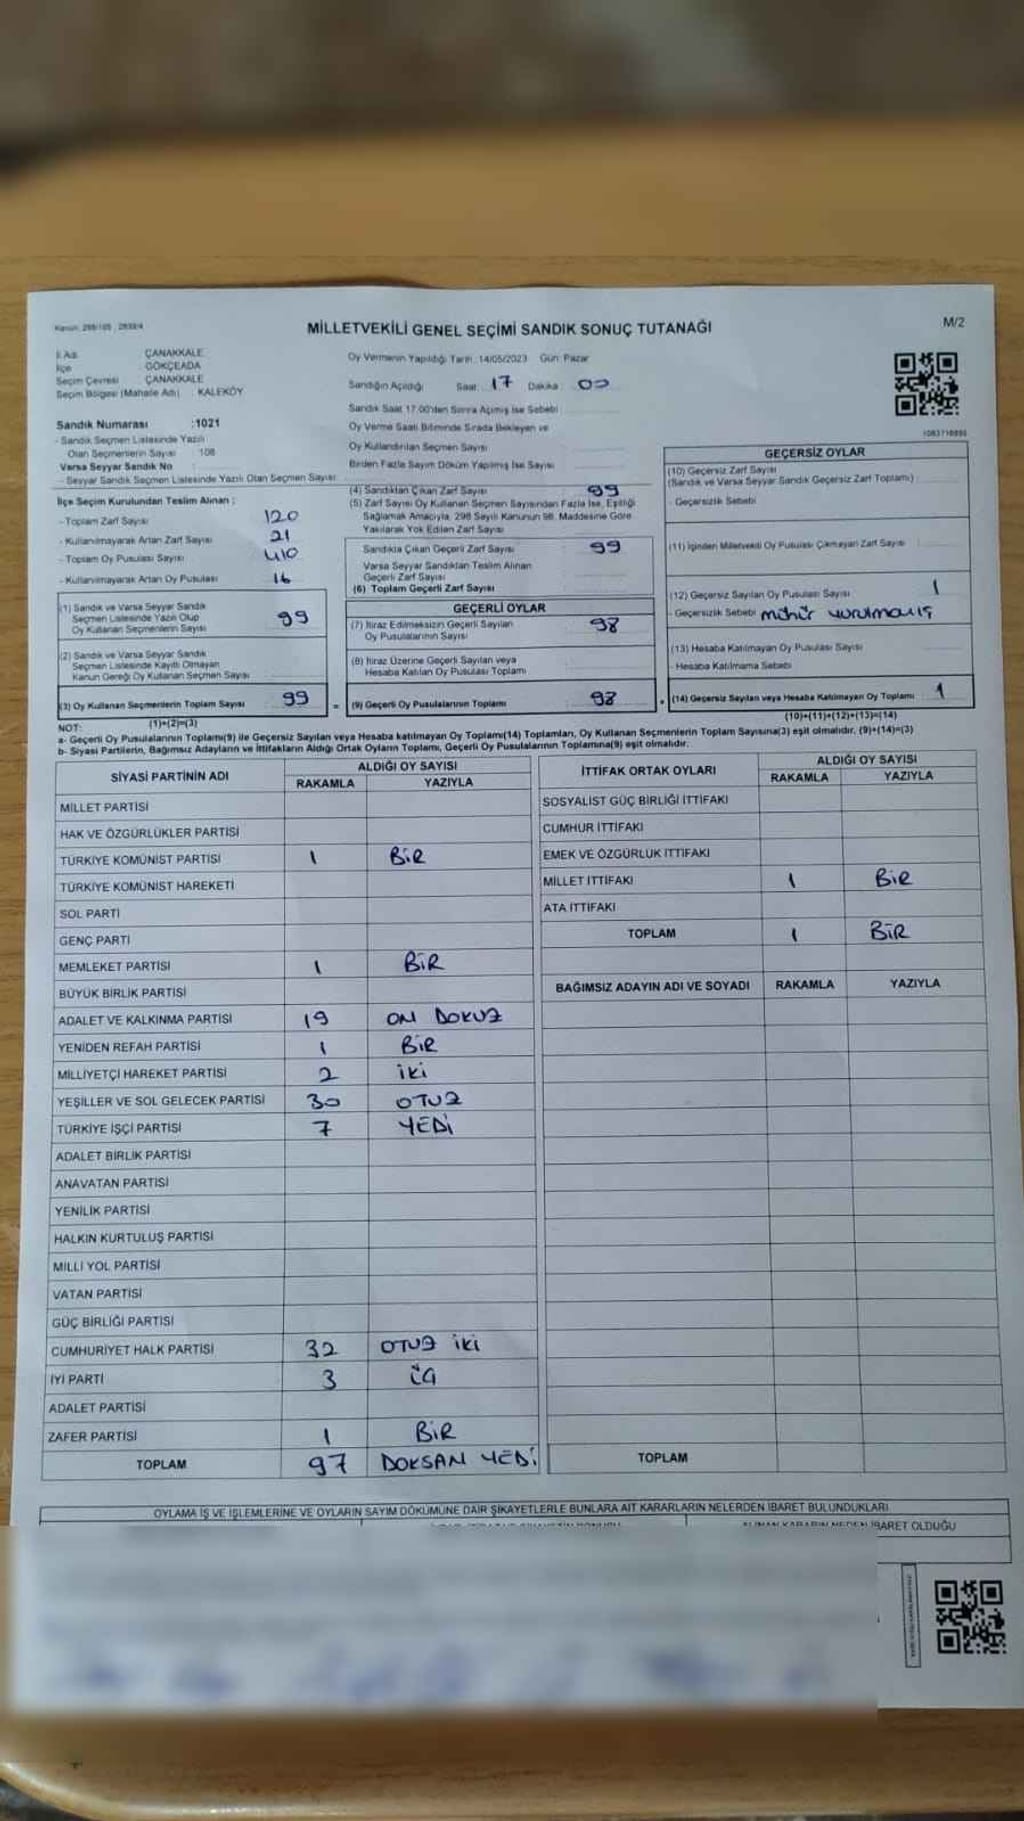 Kanun: 298/105 , 2839/4
MİLLETVEKİLİ GENEL SEÇİMİ SANDIK SONUÇ TUTANAĞI
M/2
İl Adı : ÇANAKKALE
İlçe : GÖKÇEADA
Seçim Çevresi : ÇANAKKALE
Seçim Bölgesi (Mahalle Adı) : KALEKÖY
Sandık Numarası :1021
- Sandık Seçmen Listesinde Yazılı
Olan Seçmenlerin Sayısı : 108
Varsa Seyyar Sandık No
- Seyyar Sandık Seçmen Listesinde Yazılı Olan Seçmen Sayısı
İlçe Seçim Kurulundan Teslim Alınan :
- Toplam Zarf Sayısı 120
- Kullanılmayarak Artan Zarf Sayısı 21
- Toplam Oy Pusulası Sayısı 410
- Kullanılmayarak Artan Oy Pusulası 16
(1) Sandık ve Varsa Seyyar Sandık
Seçmen Listesinde Yazılı Olup
Oy Kullanan Seçmenlerin Sayısı 99
(2) Sandık ve Varsa Seyyar Sandık
Seçmen Listesinde Kayıtlı Olmayan
Kanun Gereği Oy Kullanan Seçmen Sayısı
(3) Oy Kullanan Seçmenlerin Toplam Sayısı 99
(1)+(2)=(3)
Oy Vermenin Yapıldığı Tarih : 14/05/2023 Gün: Pazar
Sandığın Açıldığı Saat: 17 Dakika : 00
Sandık Saat 17.00'den Sonra Açılmış İse Sebebi :
Oy Verme Saati Bitiminde Sırada Bekleyen ve
Oy Kullandırılan Seçmen Sayısı
Birden Fazla Sayım Döküm Yapılmış İse Sayısı
(4) Sandıktan Çıkan Zarf Sayısı 99
(5) Zarf Sayısı Oy Kullanan Seçmen Sayısından Fazla İse, Eşitliği
Sağlamak Amacıyla, 298 Sayılı Kanunun 98. Maddesine Göre
Yakılarak Yok Edilen Zarf Sayısı
Sandıkta Çıkan Geçerli Zarf Sayısı 99
Varsa Seyyar Sandıktan Teslim Alınan
Geçerli Zarf Sayısı
(6) Toplam Geçerli Zarf Sayısı
GEÇERLİ OYLAR
(7) İtiraz Edilmeksizin Geçerli Sayılan
Oy Pusulalarının Sayısı 98
(8) İtiraz Üzerine Geçerli Sayılan veya
Hesaba Katılan Oy Pusulası Toplamı
= (9) Geçerli Oy Pusulalarının Toplamı 98
1083716995
GEÇERSİZ OYLAR
(10) Geçersiz Zarf Sayısı
(Sandık ve Varsa Seyyar Sandık Geçersiz Zarf Toplamı)
- Geçersizlik Sebebi
(11) İçinden Milletvekili Oy Pusulası Çıkmayan Zarf Sayısı
(12) Geçersiz Sayılan Oy Pusulası Sayısı 1
- Geçersizlik Sebebi mühür vurulmamış
(13) Hesaba Katılmayan Oy Pusulası Sayısı
- Hesaba Katılmama Sebebi
+ (14) Geçersiz Sayılan veya Hesaba Katılmayan Oy Toplamı 1
(10)+(11)+(12)+(13)=(14)
NOT:
a- Geçerli Oy Pusulalarının Toplamı(9) ile Geçersiz Sayılan veya Hesaba katılmayan Oy Toplamı(14) Toplamları, Oy Kullanan Seçmenlerin Toplam Sayısına(3) eşit olmalıdır. (9)+(14)=(3)
b- Siyasi Partilerin, Bağımsız Adayların ve İttifakların Aldığı Ortak Oyların Toplamı, Geçerli Oy Pusulalarının Toplamına(9) eşit olmalıdır.
SİYASİ PARTİNİN ADI ALDIĞI OY SAYISI
RAKAMLA YAZIYLA
MİLLET PARTİSİ
HAK VE ÖZGÜRLÜKLER PARTİSİ
TÜRKİYE KOMÜNİST PARTİSİ 1 BİR
TÜRKİYE KOMÜNİST HAREKETİ
SOL PARTİ
GENÇ PARTİ
MEMLEKET PARTİSİ 1 BİR
BÜYÜK BİRLİK PARTİSİ
ADALET VE KALKINMA PARTİSİ 19 ON DOKUZ
YENİDEN REFAH PARTİSİ 1 BİR
MİLLİYETÇİ HAREKET PARTİSİ 2 İKİ
YEŞİLLER VE SOL GELECEK PARTİSİ 30 OTUZ
TÜRKİYE İŞÇİ PARTİSİ 7 YEDİ
ADALET BİRLİK PARTİSİ
ANAVATAN PARTİSİ
YENİLİK PARTİSİ
HALKIN KURTULUŞ PARTİSİ
MİLLİ YOL PARTİSİ
VATAN PARTİSİ
GÜÇ BİRLİĞİ PARTİSİ
CUMHURİYET HALK PARTİSİ 32 OTUZ İKİ
İYİ PARTİ 3 ÜÇ
ADALET PARTİSİ
ZAFER PARTİSİ 1 BİR
TOPLAM 97 DOKSAN YEDİ
İTTİFAK ORTAK OYLARI ALDIĞI OY SAYISI
RAKAMLA YAZIYLA
SOSYALİST GÜÇ BİRLİĞİ İTTİFAKI
CUMHUR İTTİFAKI
EMEK VE ÖZGÜRLÜK İTTİFAKI
MİLLET İTTİFAKI 1 BİR
ATA İTTİFAKI
TOPLAM 1 BİR
BAĞIMSIZ ADAYIN ADI VE SOYADI RAKAMLA YAZIYLA
TOPLAM
OYLAMA İŞ VE İŞLEMLERİNE VE OYLARIN SAYIM DÖKÜMÜNE DAİR ŞİKAYETLERLE BUNLARA AİT KARARLARIN NELERDEN İBARET BULUNDUKLARI
ALINAN KARARIN NEDEN İBARET OLDUĞU